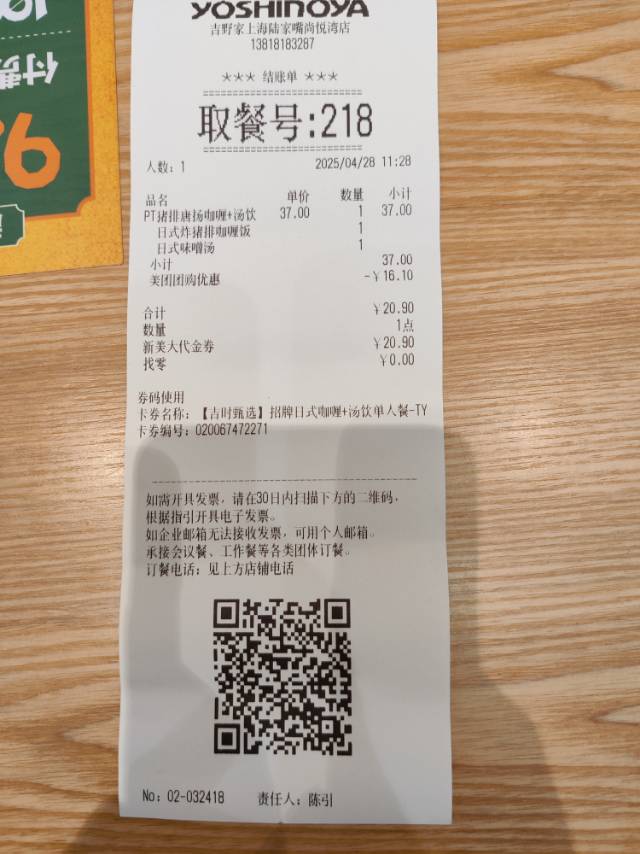 YOSHINOYA
吉野家上海陆家嘴尚悦湾店
13818183287
*** 结账单 ***
取餐号:218
人数: 1 2025/04/28 11:28
品名 单价 数量 小计
PT猪排唐扬咖喱+汤饮 37.00 1 37.00
日式炸猪排咖喱饭 1
日式味噌汤 1
小计 37.00
美团团购优惠 -￥16.10
合计 ￥20.90
数量 1点
新美大代金券 ￥20.90
找零 ￥0.00
券码使用
卡券名称: 【吉时甄选】招牌日式咖喱+汤饮单人餐-TY
卡券编号: 020067472271
如需开具发票, 请在30日内扫描下方的二维码,
根据指引开具电子发票。
如企业邮箱无法接收发票, 可用个人邮箱。
承接会议餐、工作餐等各类团体订餐。
订餐电话: 见上方店铺电话
No: 02-032418 责任人: 陈引
付费
9%